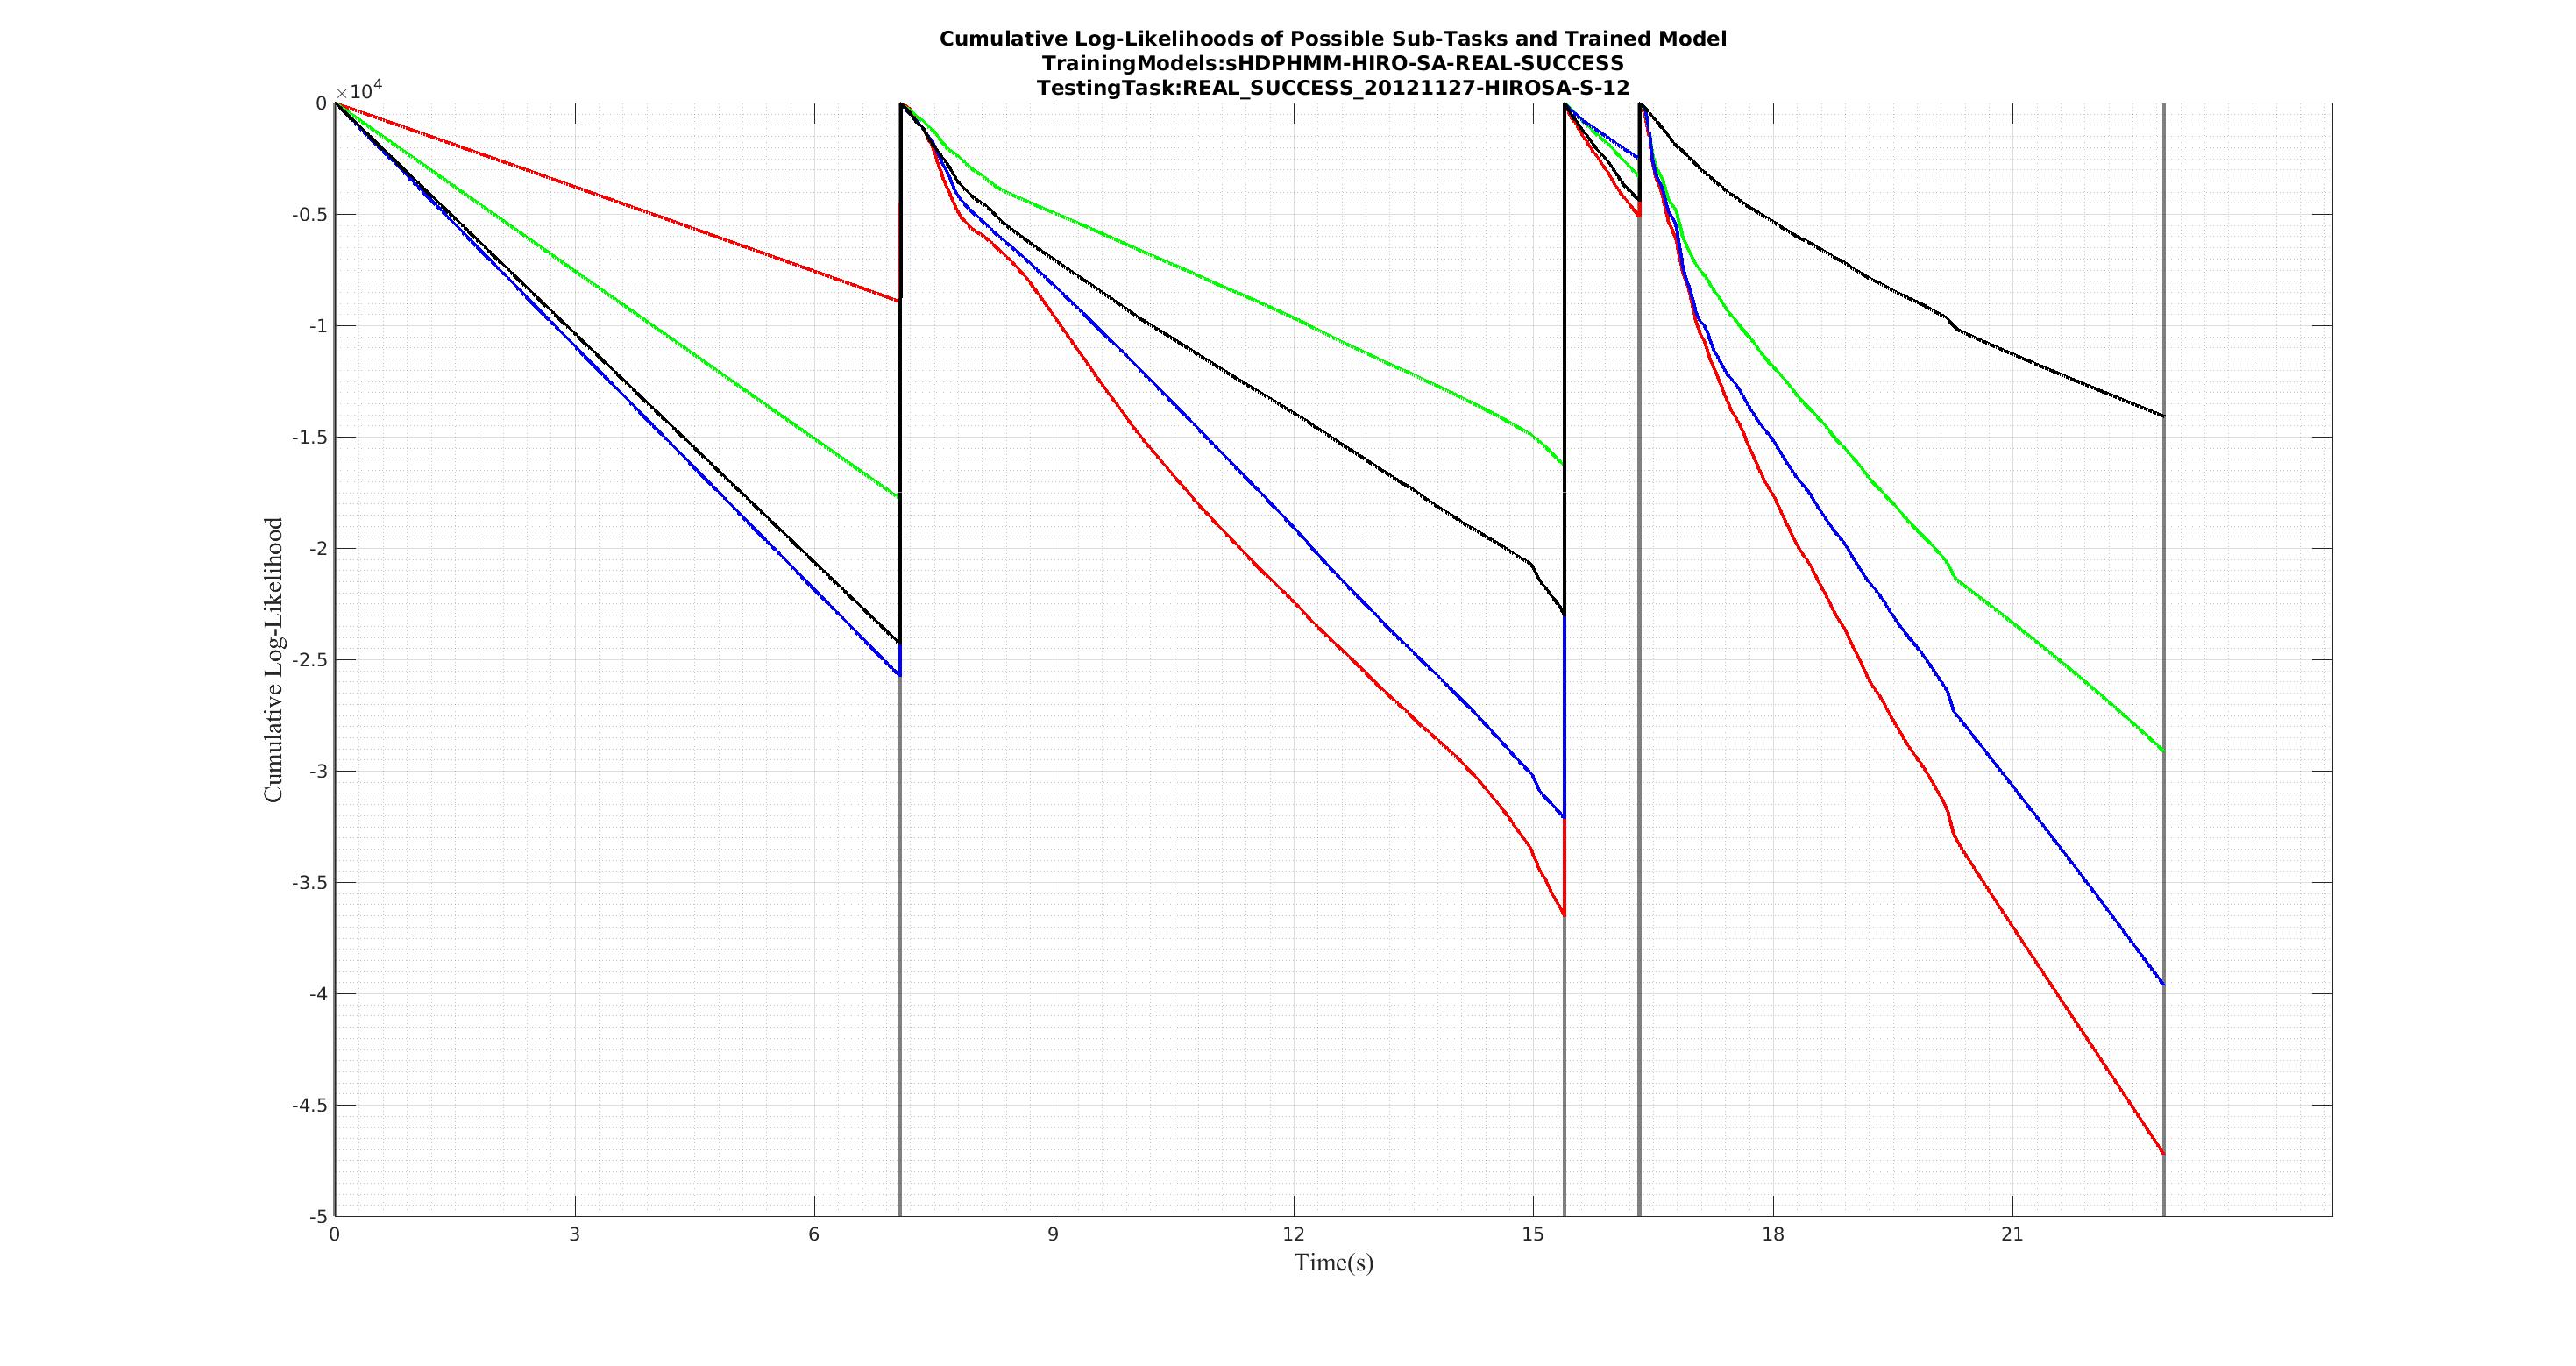 Cumulative Log-Likelihoods of Possible Sub-Tasks and Trained Model
TrainingModels:sHDPHMM-HIRO-SA-REAL-SUCCESS
TestingTask:REAL_SUCCESS_20121127-HIROSA-S-12
×10⁴
0
-0.5
-1
-1.5
-2
-2.5
-3
-3.5
-4
-4.5
-5
Cumulative Log-Likelihood
0 3 6 9 12 15 18 21
Time(s)